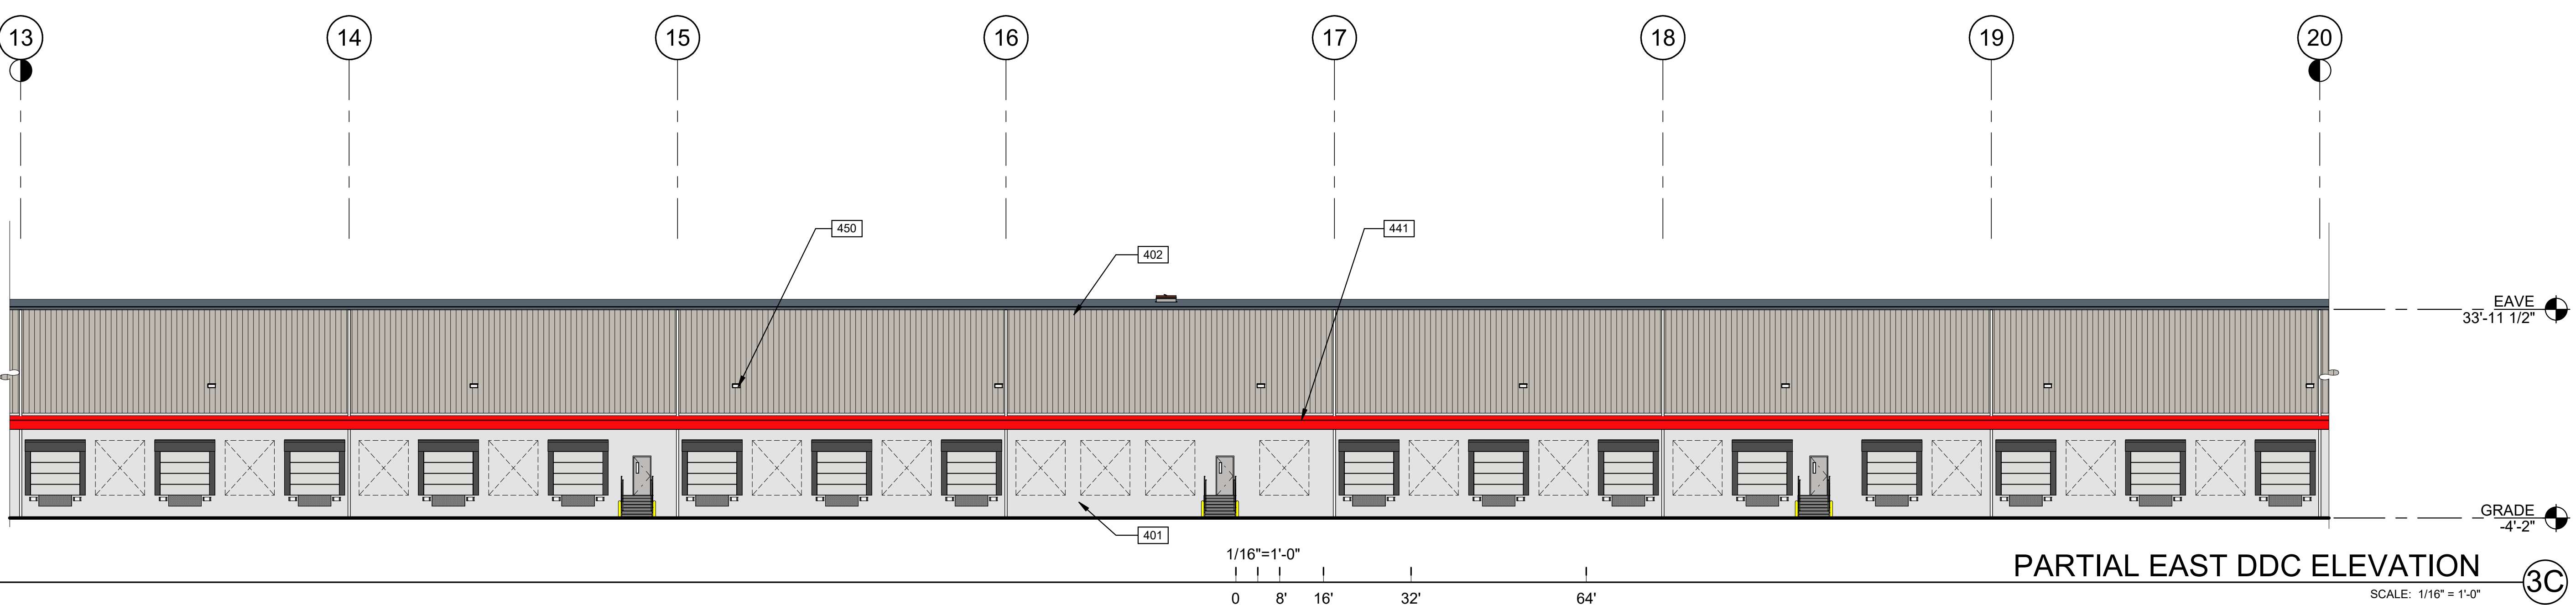 13 14 15 16 17 18 19 20
450
441
402
EAVE
33'-11 1/2"
GRADE
-4'-2"
401
1/16"=1'-0"
0 8' 16' 32' 64'
PARTIAL EAST DDC ELEVATION
3C
SCALE: 1/16" = 1'-0"